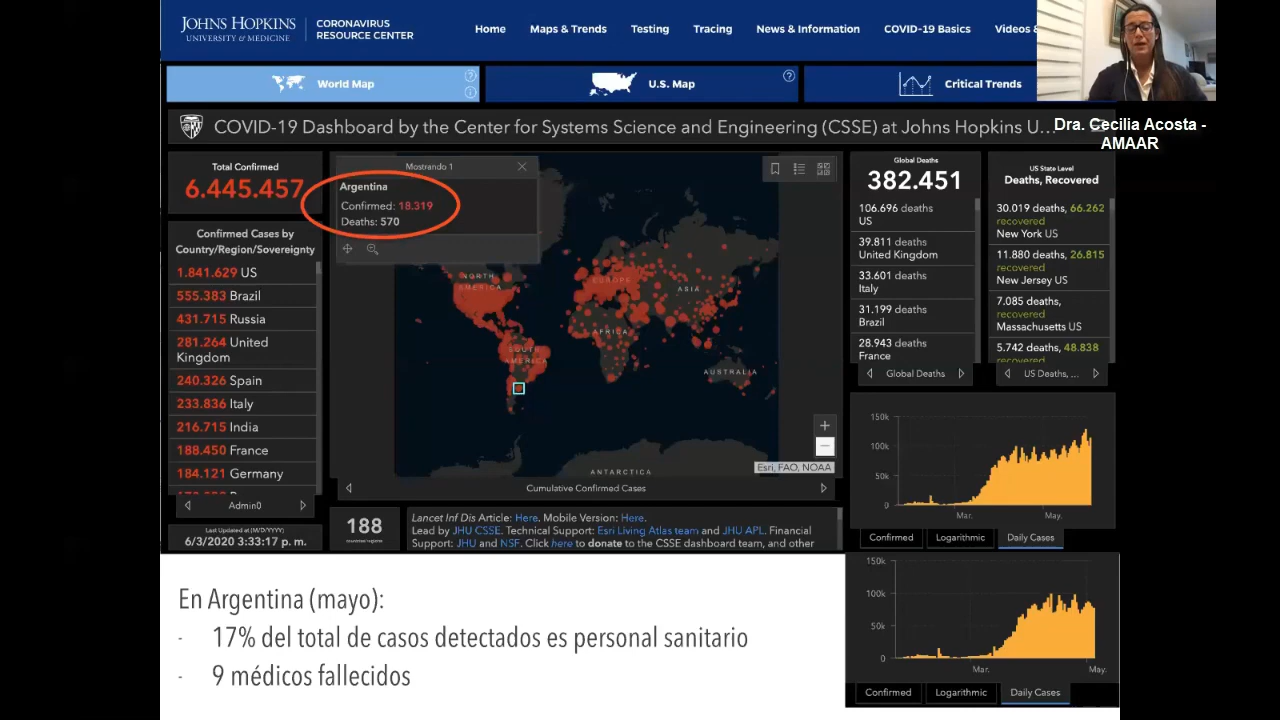 JOHNS HOPKINS
UNIVERSITY & MEDICINE
CORONAVIRUS
RESOURCE CENTER
Home
Maps & Trends
Testing
Tracing
News & Information
COVID-19 Basics
Videos &
World Map
U.S. Map
Critical Trends
COVID-19 Dashboard by the Center for Systems Science and Engineering (CSSE) at Johns Hopkins U...
Dra. Cecilia Acosta -
AMAAR
Total Confirmed
6.445.457
Confirmed Cases by
Country/Region/Sovereignty
1.841.629 US
555.383 Brazil
431.715 Russia
281.264 United
Kingdom
240.326 Spain
233.836 Italy
216.715 India
188.450 France
184.121 Germany
Admin0
Last Updated at (M/D/YYYY)
6/3/2020 3:33:17 p. m.
Mostrando 1
Argentina
Confirmed: 18.319
Deaths: 570
NORTH
AMERICA
EUROPE
ASIA
AFRICA
SOUTH
AMERICA
AUSTRALIA
ANTARCTICA
Esri, FAO, NOAA
Cumulative Confirmed Cases
188
countries/regions
Lancet Inf Dis Article: Here. Mobile Version: Here.
Lead by JHU CSSE. Technical Support: Esri Living Atlas team and JHU APL. Financial
Support: JHU and NSF. Click here to donate to the CSSE dashboard team, and other
Global Deaths
382.451
106.696 deaths
US
39.811 deaths
United Kingdom
33.601 deaths
Italy
31.199 deaths
Brazil
28.943 deaths
France
Global Deaths
US State Level
Deaths, Recovered
30.019 deaths, 66.262
recovered
New York US
11.880 deaths, 26.815
recovered
New Jersey US
7.085 deaths,
recovered
Massachusetts US
5.742 deaths, 48.838
recovered
US Deaths, ...
150k
100k
50k
0
Mar.
May.
Confirmed
Logarithmic
Daily Cases
150k
100k
50k
0
Mar.
May.
Confirmed
Logarithmic
Daily Cases
En Argentina (mayo):
- 17% del total de casos detectados es personal sanitario
- 9 médicos fallecidos